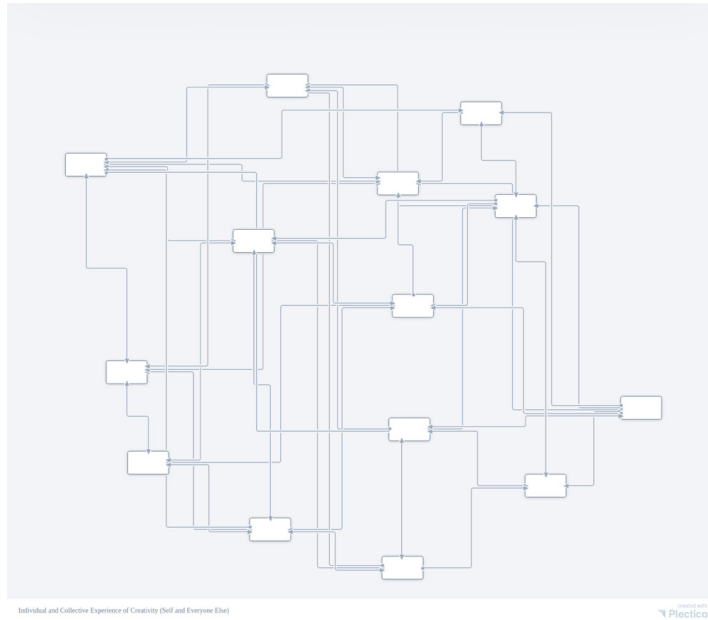 Individual and Collective Experience of Creativity (Self and Everyone Else)
created with
Plectica